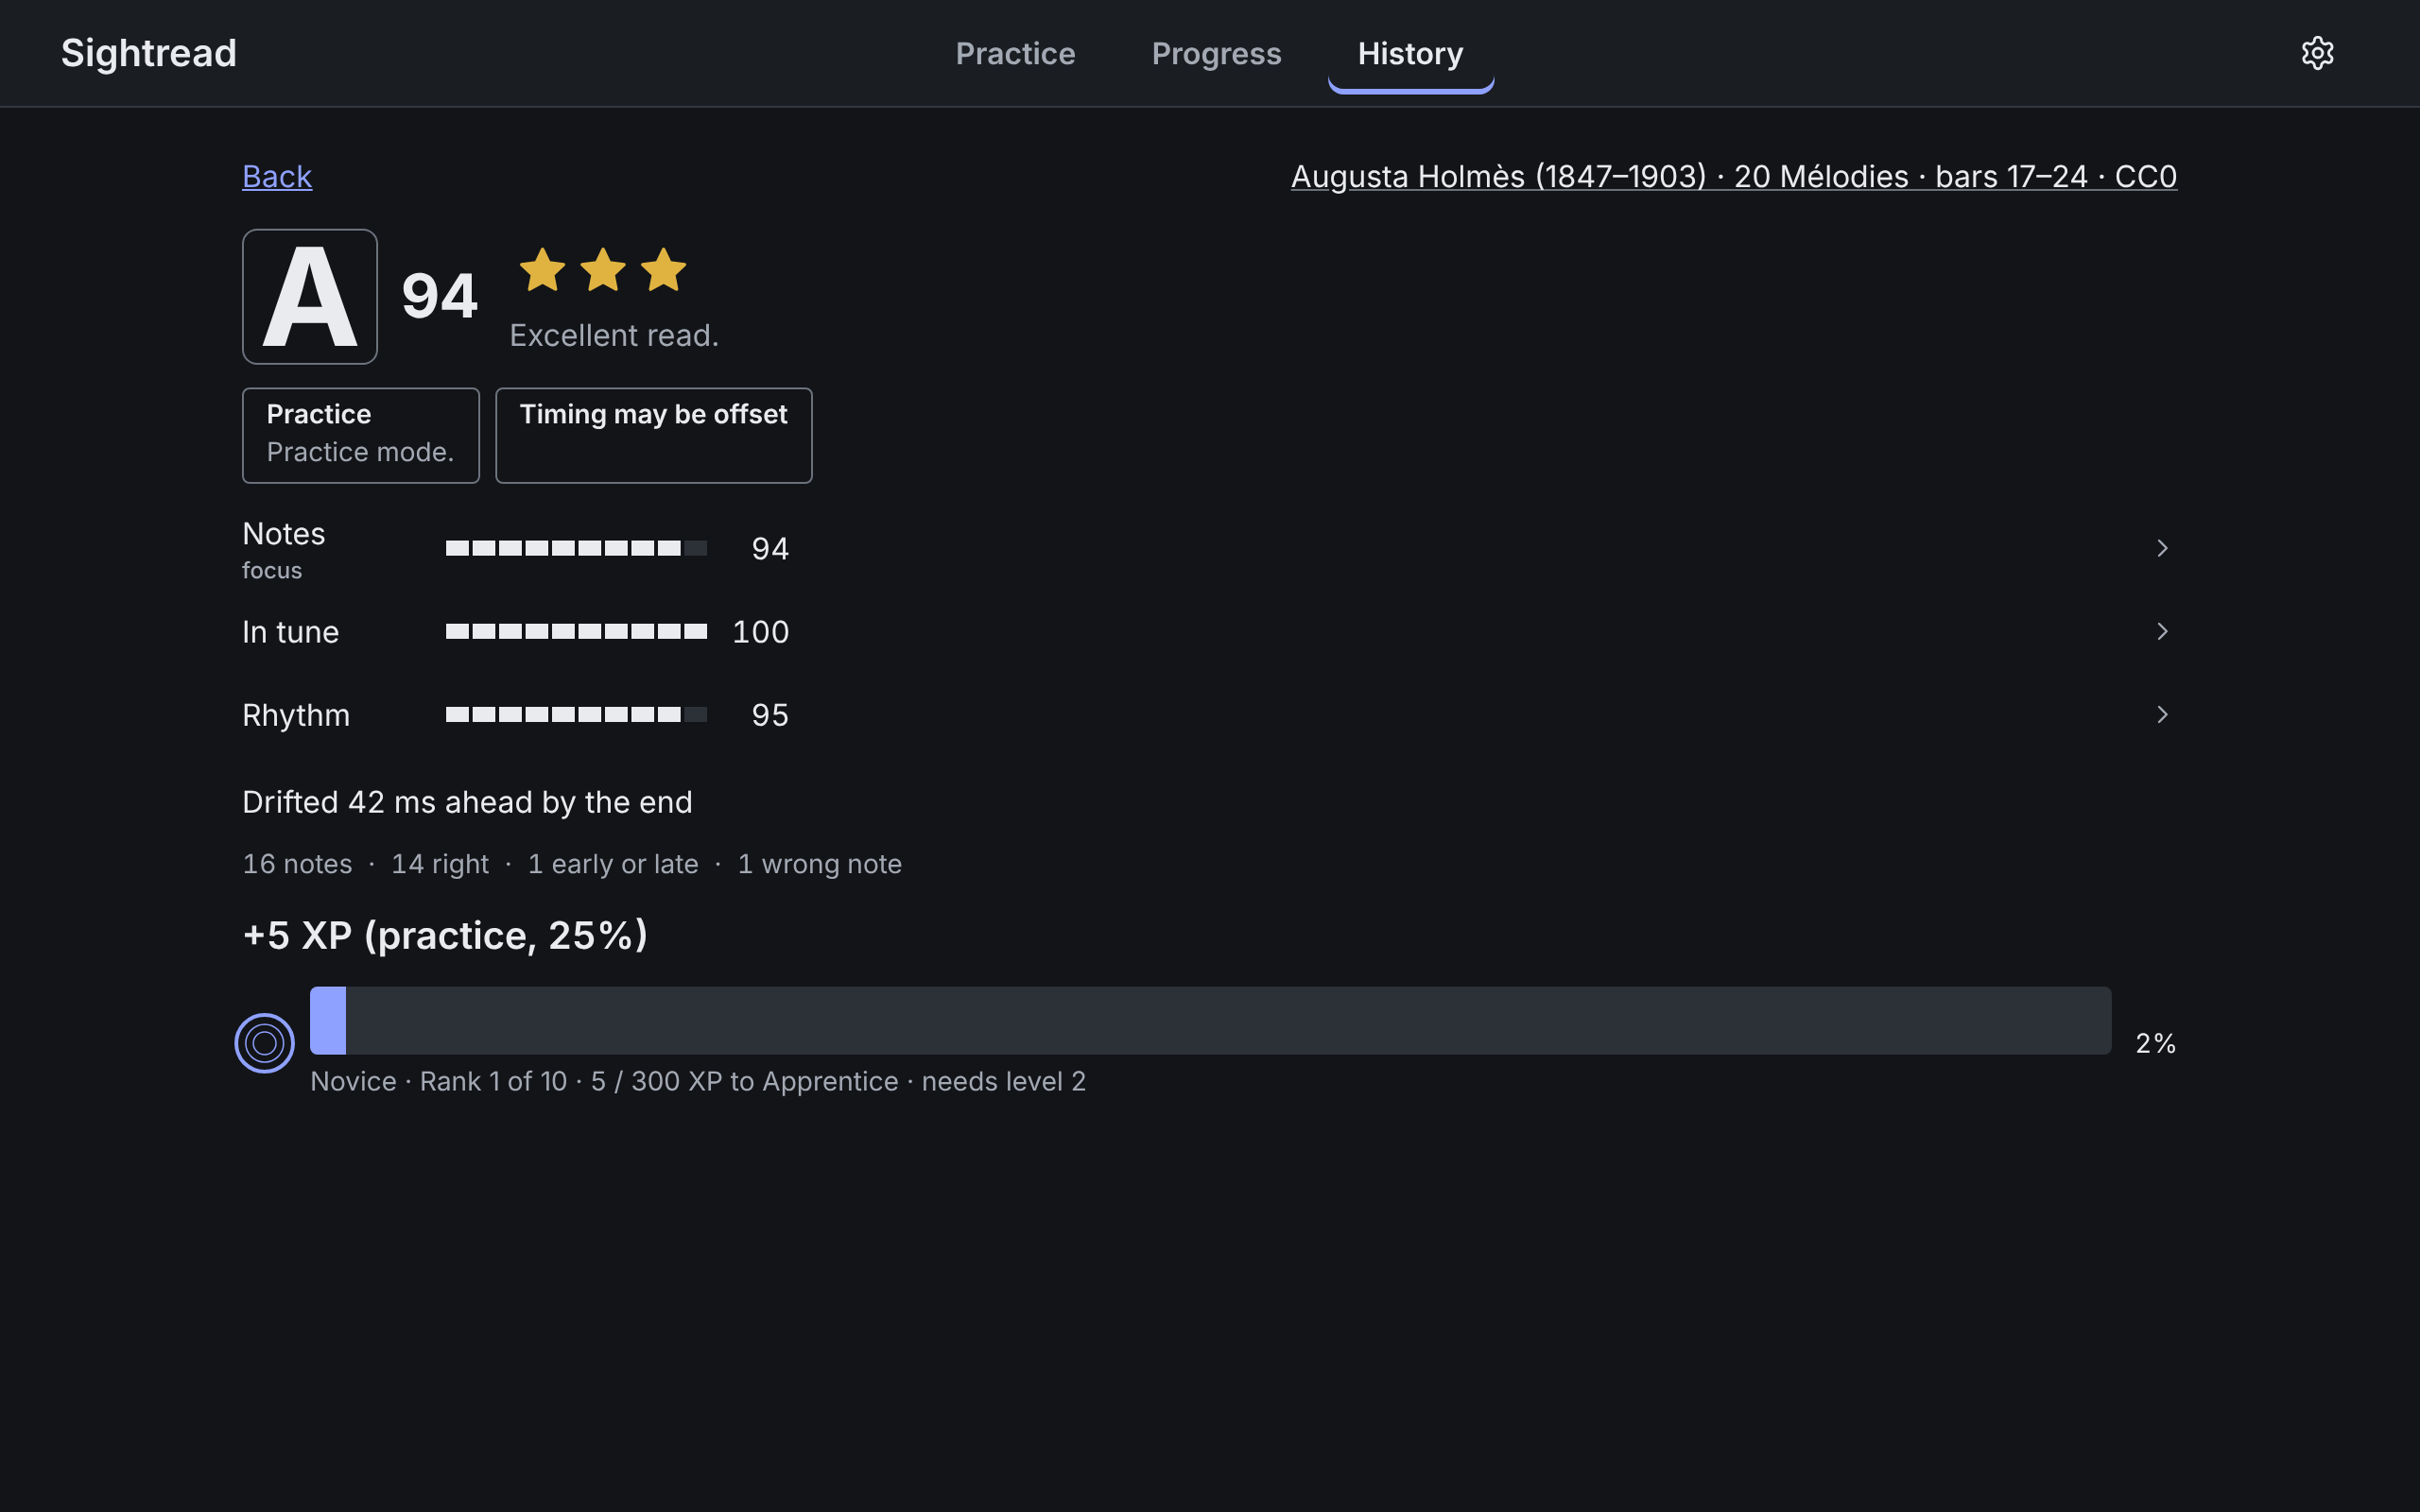 Sightread
Practice
Progress
History
Back
Augusta Holmès (1847–1903) · 20 Mélodies · bars 17–24 · CC0
A
94
Excellent read.
Practice
Practice mode.
Timing may be offset
Notes
focus
94
In tune
100
Rhythm
95
Drifted 42 ms ahead by the end
16 notes · 14 right · 1 early or late · 1 wrong note
+5 XP (practice, 25%)
2%
Novice · Rank 1 of 10 · 5 / 300 XP to Apprentice · needs level 2